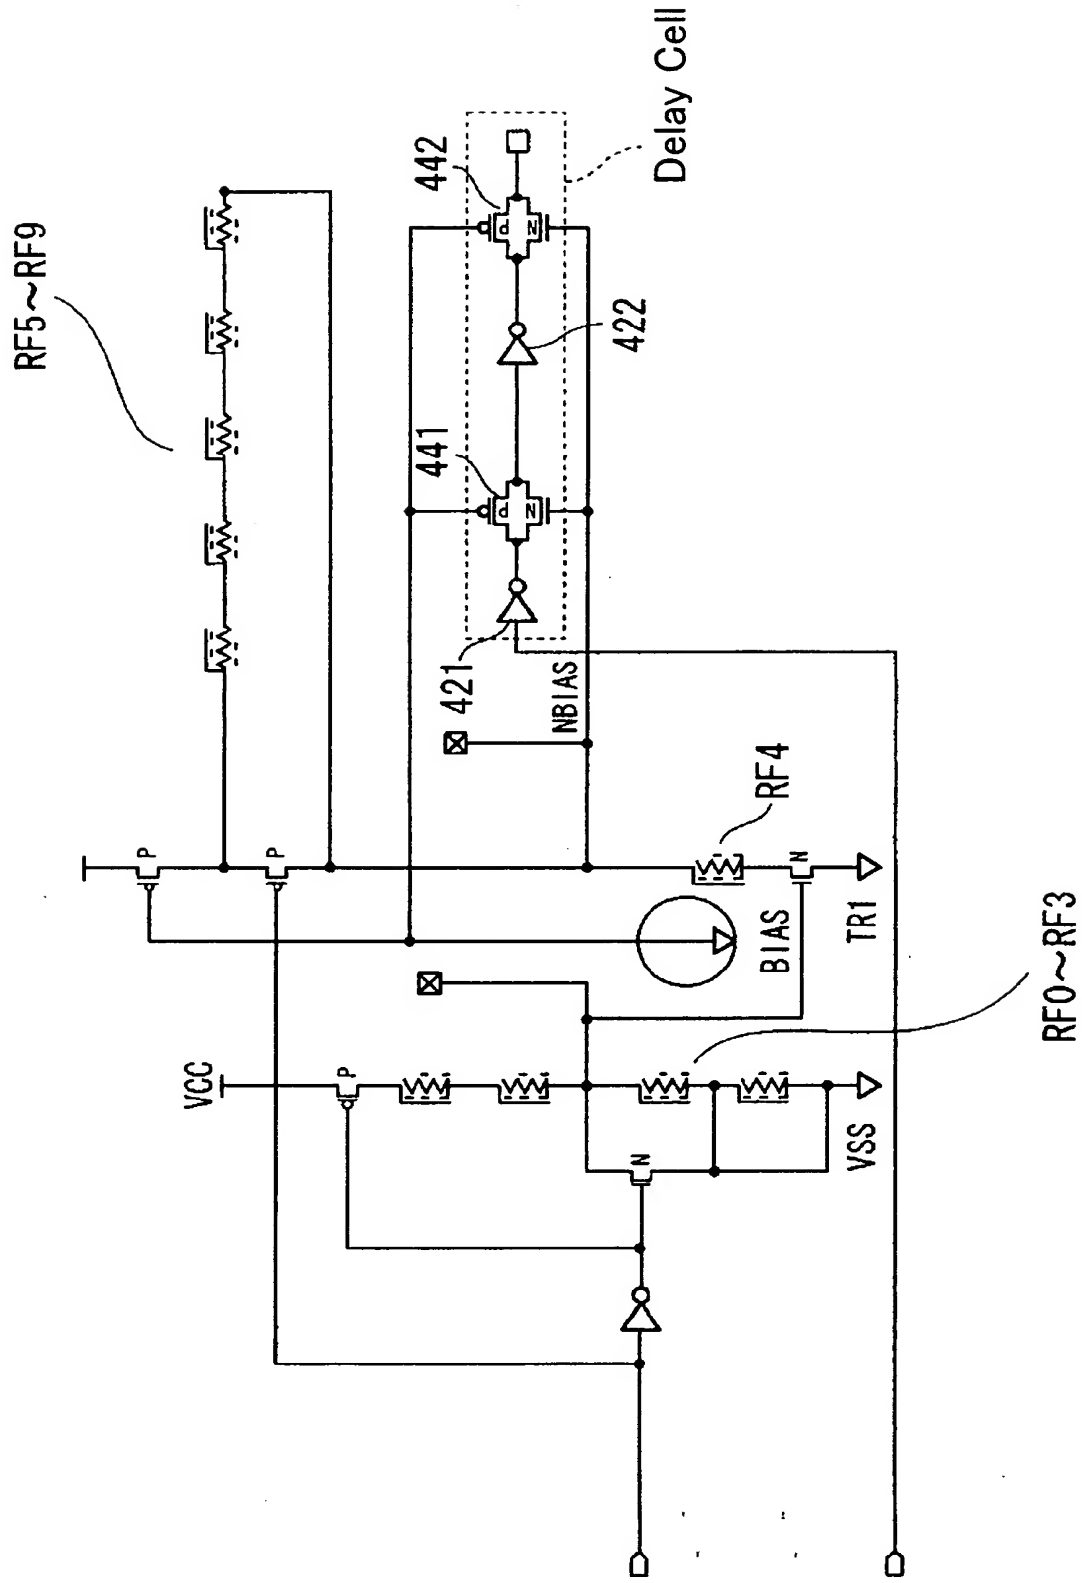 RF5~RF9
Delay Cell
442
422
441
421
NBIAS
P
N
P
N
P
P
RF4
N
TR1
BIAS
RF0~RF3
VCC
P
N
VSS